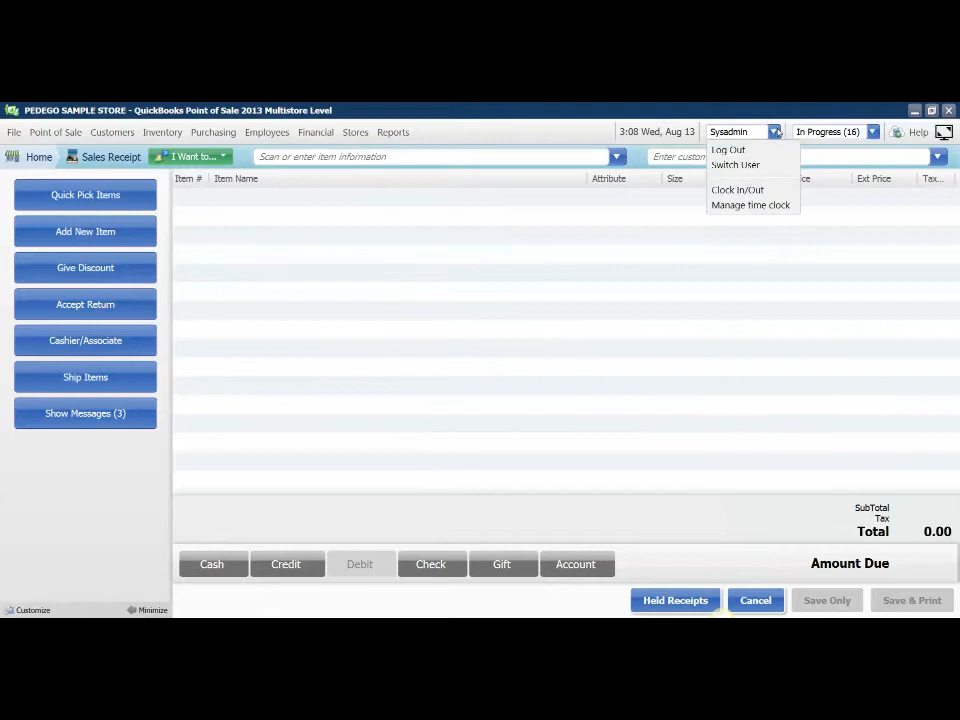 PEDEGO SAMPLE STORE - QuickBooks Point of Sale 2013 Multistore Level
File Point of Sale Customers Inventory Purchasing Employees Financial Stores Reports 3:08 Wed, Aug 13 Sysadmin In Progress (16) Help
Home Sales Receipt I Want to... Scan or enter item information Enter custom
Log Out
Switch User
Clock In/Out
Manage time clock
Item # Item Name Attribute Size Ext Price Tax...
Quick Pick Items
Add New Item
Give Discount
Accept Return
Cashier/Associate
Ship Items
Show Messages (3)
SubTotal
Tax
Total 0.00
Cash Credit Debit Check Gift Account Amount Due
Held Receipts Cancel Save Only Save & Print
Customize Minimize